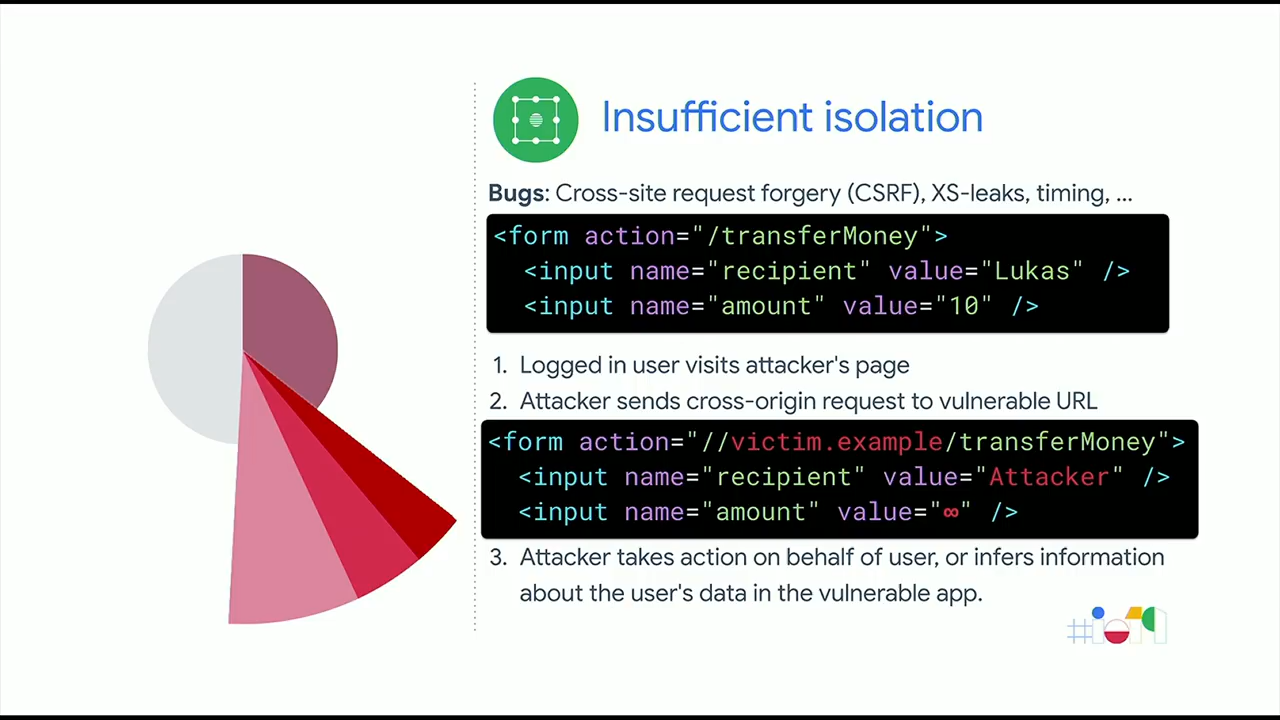 Insufficient isolation
Bugs: Cross-site request forgery (CSRF), XS-leaks, timing, ...
<form action="/transferMoney">
<input name="recipient" value="Lukas" />
<input name="amount" value="10" />
1. Logged in user visits attacker's page
2. Attacker sends cross-origin request to vulnerable URL
<form action="//victim.example/transferMoney">
<input name="recipient" value="Attacker" />
<input name="amount" value="∞" />
3. Attacker takes action on behalf of user, or infers information
about the user's data in the vulnerable app.
#io19